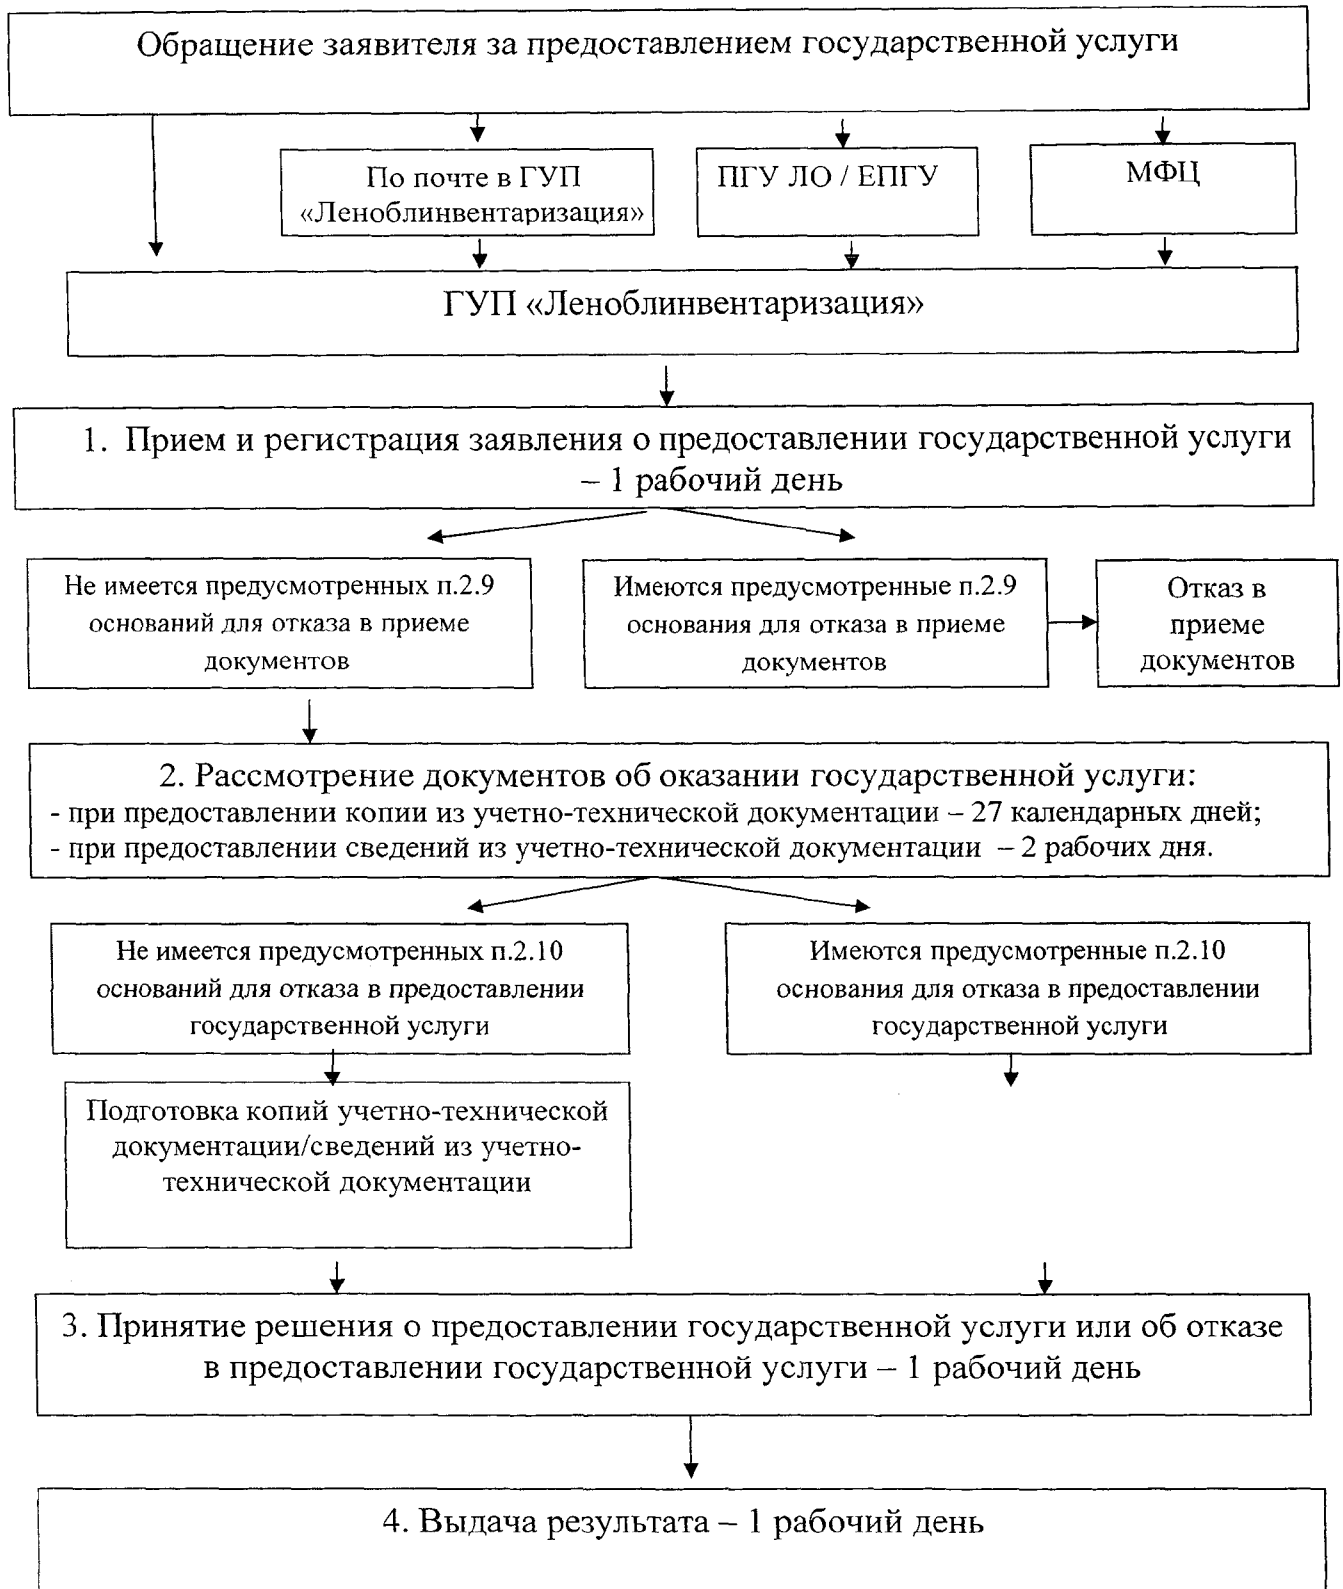 Обращение заявителя за предоставлением государственной услуги
По почте в ГУП
«Леноблинвентаризация»
ПГУ ЛО / ЕПГУ
МФЦ
ГУП «Леноблинвентаризация»
1. Прием и регистрация заявления о предоставлении государственной услуги
– 1 рабочий день
Не имеется предусмотренных п.2.9
оснований для отказа в приеме
документов
Имеются предусмотренные п.2.9
основания для отказа в приеме
документов
Отказ в
приеме
документов
2. Рассмотрение документов об оказании государственной услуги:
- при предоставлении копии из учетно-технической документации – 27 календарных дней;
- при предоставлении сведений из учетно-технической документации – 2 рабочих дня.
Не имеется предусмотренных п.2.10
оснований для отказа в предоставлении
государственной услуги
Имеются предусмотренные п.2.10
основания для отказа в предоставлении
государственной услуги
Подготовка копий учетно-технической
документации/сведений из учетно-
технической документации
3. Принятие решения о предоставлении государственной услуги или об отказе
в предоставлении государственной услуги – 1 рабочий день
4. Выдача результата – 1 рабочий день